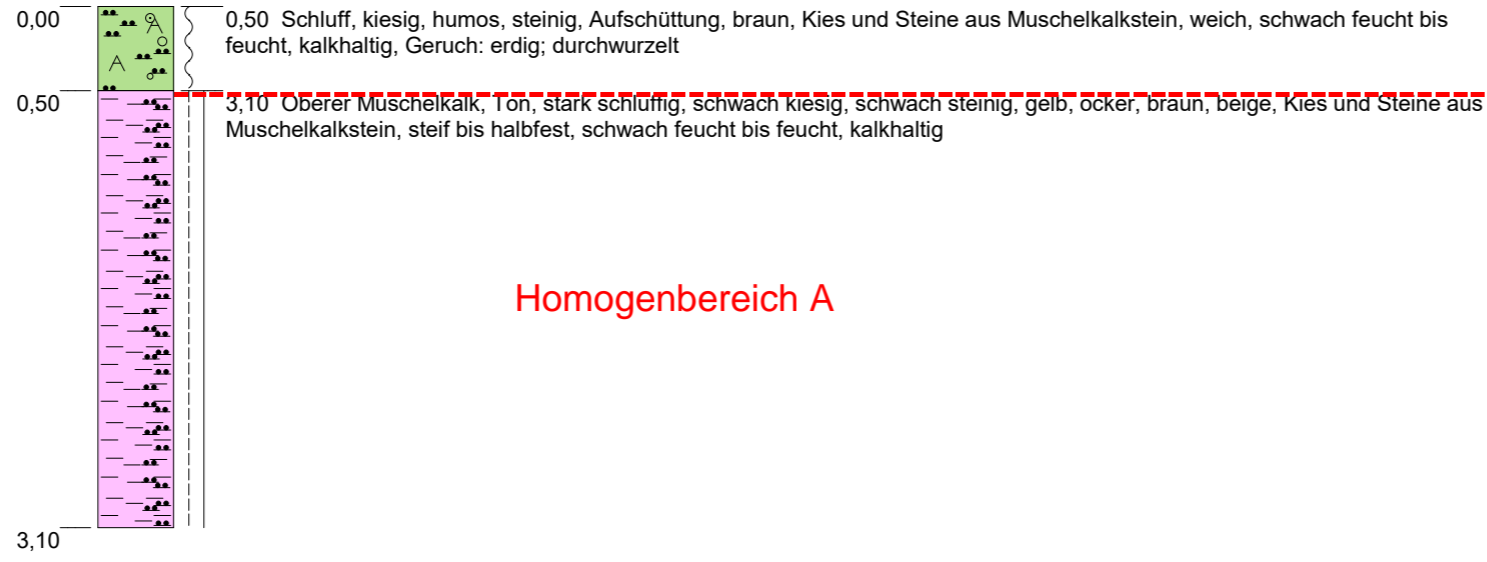 0,00
0,50 Schluff, kiesig, humos, steinig, Aufschüttung, braun, Kies und Steine aus Muschelkalkstein, weich, schwach feucht bis
feucht, kalkhaltig, Geruch: erdig; durchwurzelt
A
A
0,50
3,10 Oberer Muschelkalk, Ton, stark schluffig, schwach kiesig, schwach steinig, gelb, ocker, braun, beige, Kies und Steine aus
Muschelkalkstein, steif bis halbfest, schwach feucht bis feucht, kalkhaltig
Homogenbereich A
3,10